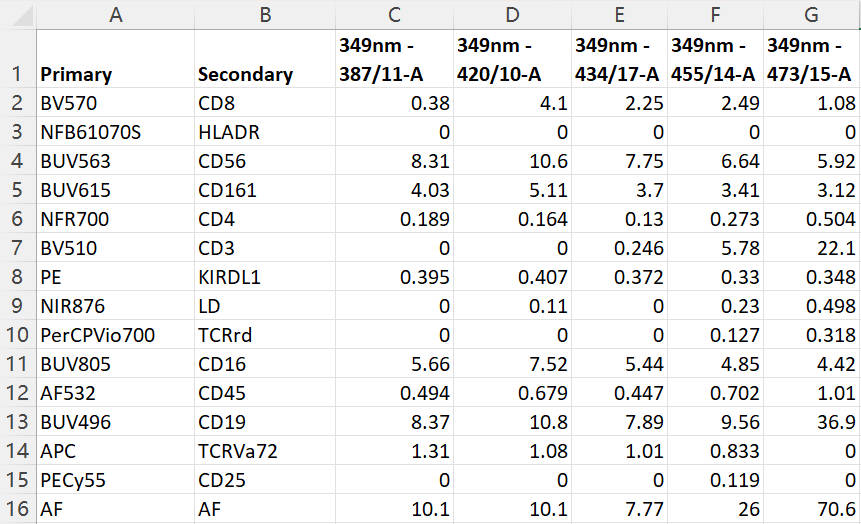 A B C D E F G
349nm - 349nm - 349nm - 349nm - 349nm -
1 Primary Secondary 387/11-A 420/10-A 434/17-A 455/14-A 473/15-A
2 BV570 CD8 0.38 4.1 2.25 2.49 1.08
3 NFB61070S HLADR 0 0 0 0 0
4 BUV563 CD56 8.31 10.6 7.75 6.64 5.92
5 BUV615 CD161 4.03 5.11 3.7 3.41 3.12
6 NFR700 CD4 0.189 0.164 0.13 0.273 0.504
7 BV510 CD3 0 0 0.246 5.78 22.1
8 PE KIRDL1 0.395 0.407 0.372 0.33 0.348
9 NIR876 LD 0 0.11 0 0.23 0.498
10 PerCPVio700 TCRrd 0 0 0 0.127 0.318
11 BUV805 CD16 5.66 7.52 5.44 4.85 4.42
12 AF532 CD45 0.494 0.679 0.447 0.702 1.01
13 BUV496 CD19 8.37 10.8 7.89 9.56 36.9
14 APC TCRVa72 1.31 1.08 1.01 0.833 0
15 PECy55 CD25 0 0 0 0.119 0
16 AF AF 10.1 10.1 7.77 26 70.6